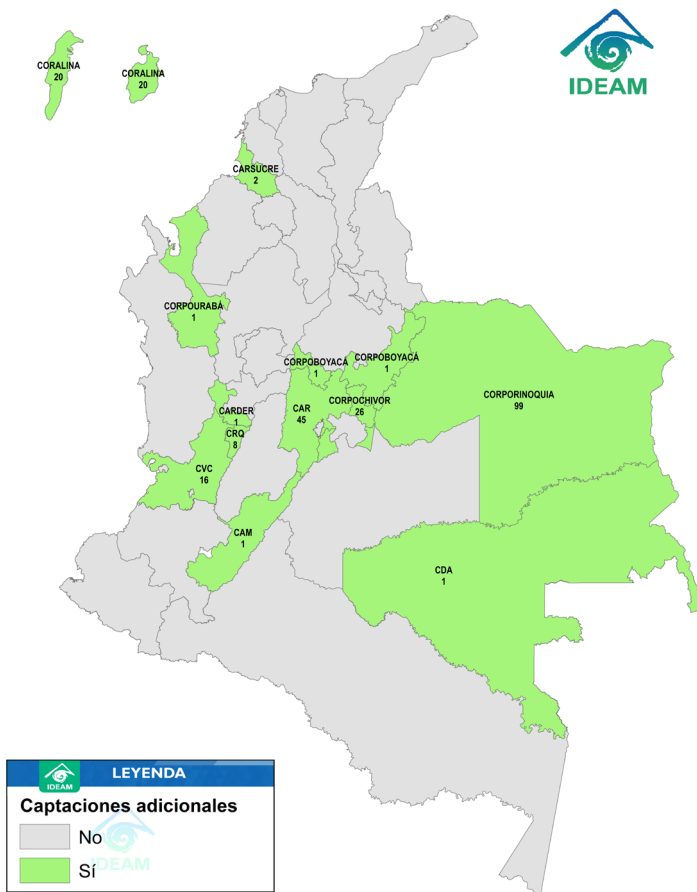 IDEAM
CORALINA
20
CORALINA
20
CARSUCRE
2
CORPOURABÁ
1
CORPOBOYACÁ
1
CORPOBOYACÁ
1
CORPORINOQUIA
99
CORPOCHIVOR
26
CAR
45
CARDER
1
CRQ
8
CVC
16
CAM
1
CDA
1
IDEAM
LEYENDA
Captaciones adicionales
No
IDEAM
Sí